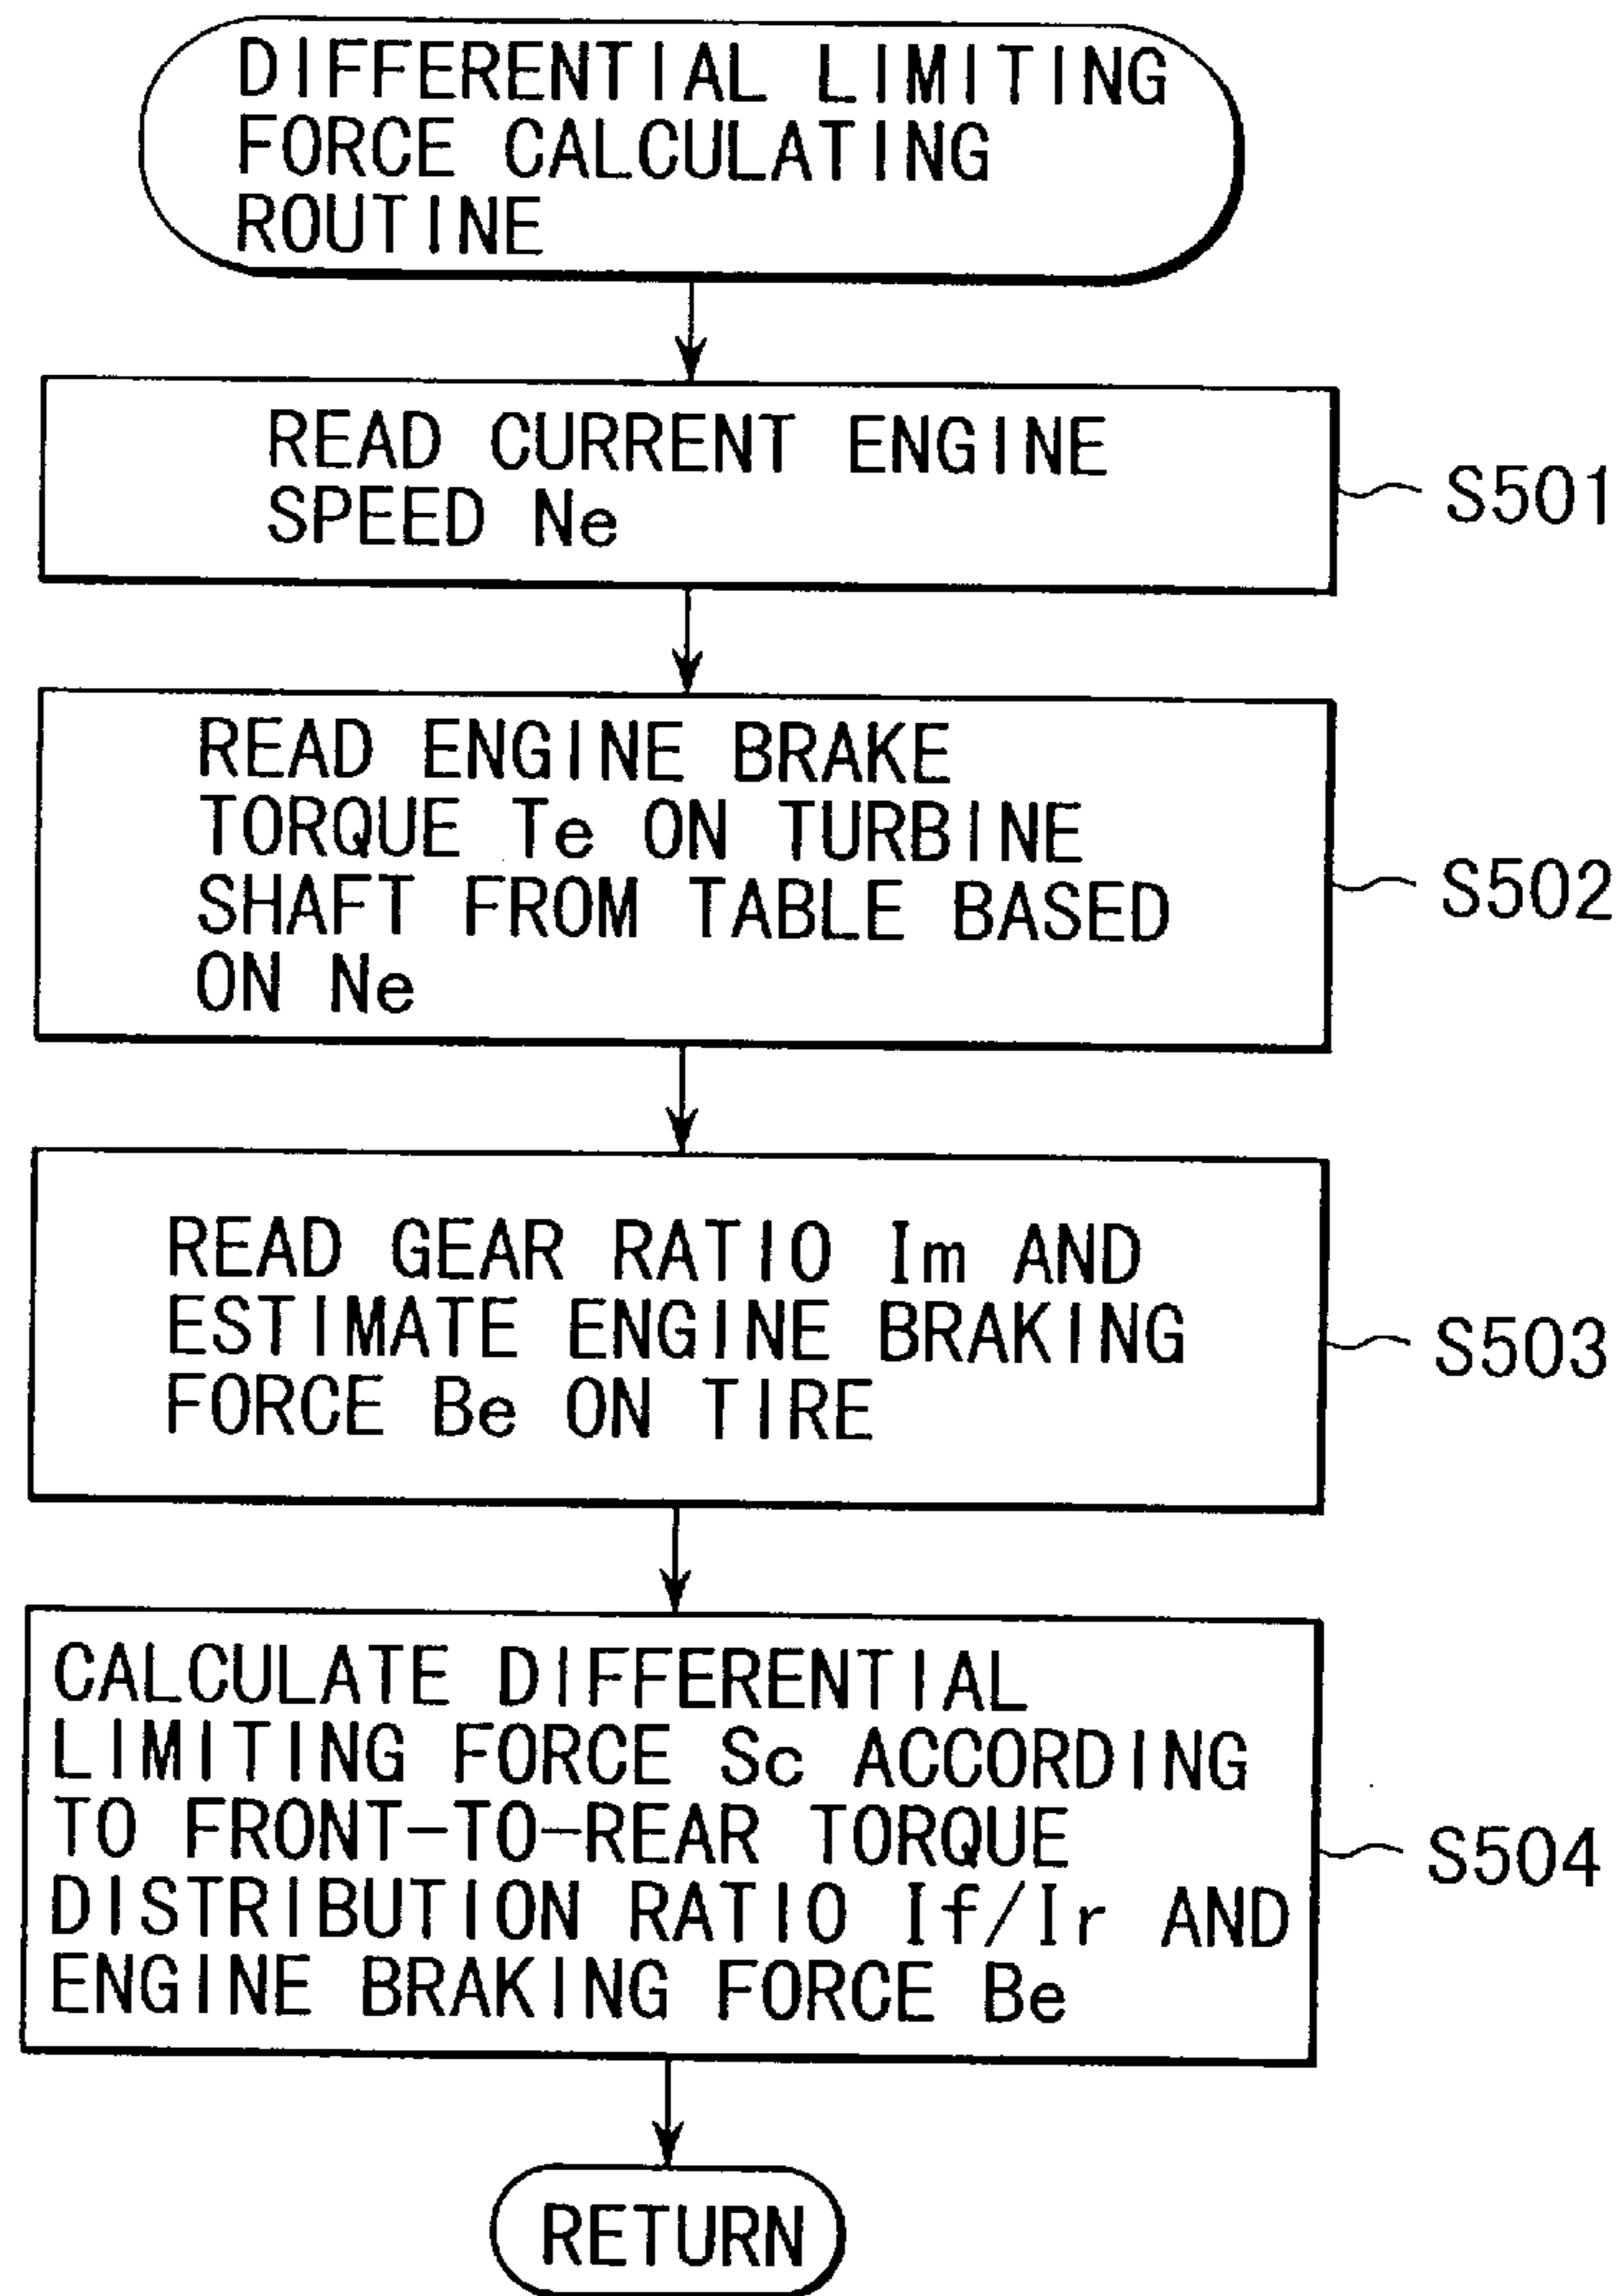 DIFFERENTIAL LIMITING
FORCE CALCULATING
ROUTINE
READ CURRENT ENGINE
SPEED Ne
S501
READ ENGINE BRAKE
TORQUE Te ON TURBINE
SHAFT FROM TABLE BASED
ON Ne
S502
READ GEAR RATIO Im AND
ESTIMATE ENGINE BRAKING
FORCE Be ON TIRE
S503
CALCULATE DIFFERENTIAL
LIMITING FORCE Sc ACCORDING
TO FRONT-TO-REAR TORQUE
DISTRIBUTION RATIO If/Ir AND
ENGINE BRAKING FORCE Be
S504
RETURN